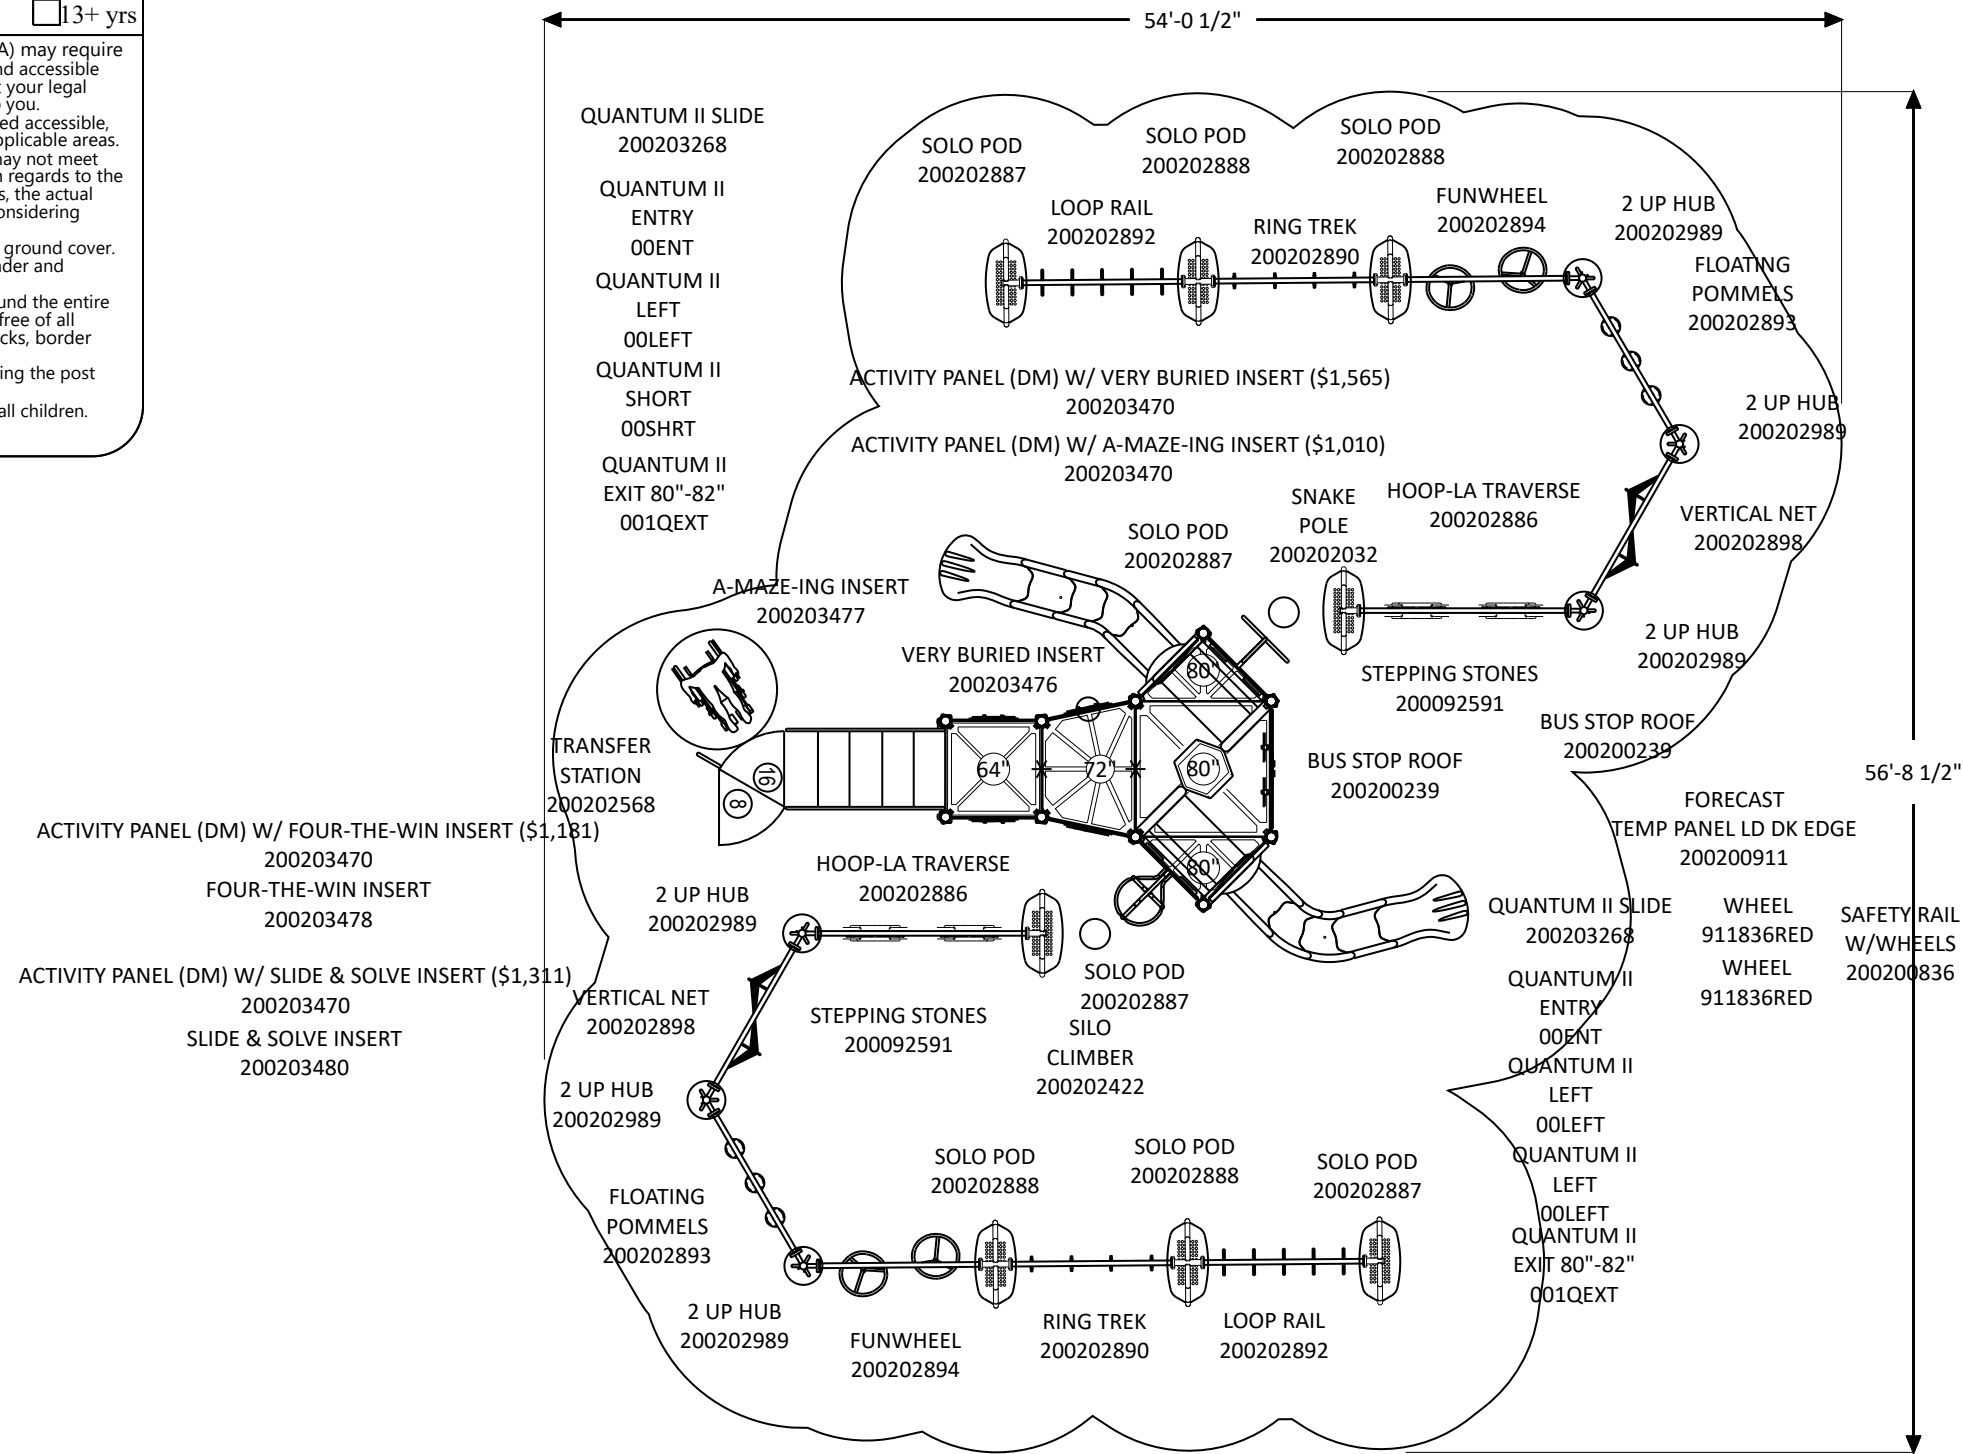 13+ yrs
A) may require
nd accessible
t your legal
o you.
ed accessible,
pplicable areas.
may not meet
n regards to the
s, the actual
onsidering
ground cover.
nder and
und the entire
free of all
cks, border
ing the post
all children.
54'-0 1/2"
56'-8 1/2"
QUANTUM II SLIDE
200203268
QUANTUM II
ENTRY
00ENT
QUANTUM II
LEFT
00LEFT
QUANTUM II
SHORT
00SHRT
QUANTUM II
EXIT 80"-82"
001QEXT
SOLO POD
200202887
SOLO POD
200202888
SOLO POD
200202888
LOOP RAIL
200202892
RING TREK
200202890
FUNWHEEL
200202894
2 UP HUB
200202989
FLOATING
POMMELS
200202893
ACTIVITY PANEL (DM) W/ VERY BURIED INSERT ($1,565)
200203470
ACTIVITY PANEL (DM) W/ A-MAZE-ING INSERT ($1,010)
200203470
2 UP HUB
200202989
SNAKE
POLE
200202032
HOOP-LA TRAVERSE
200202886
VERTICAL NET
200202898
SOLO POD
200202887
A-MAZE-ING INSERT
200203477
VERY BURIED INSERT
200203476
2 UP HUB
200202989
STEPPING STONES
200092591
BUS STOP ROOF
200200239
BUS STOP ROOF
200200239
80"
64"
72"
80"
80"
16
8
TRANSFER
STATION
200202568
FORECAST
TEMP PANEL LD DK EDGE
200200911
ACTIVITY PANEL (DM) W/ FOUR-THE-WIN INSERT ($1,181)
200203470
FOUR-THE-WIN INSERT
200203478
ACTIVITY PANEL (DM) W/ SLIDE & SOLVE INSERT ($1,311)
200203470
SLIDE & SOLVE INSERT
200203480
HOOP-LA TRAVERSE
200202886
2 UP HUB
200202989
QUANTUM II SLIDE
200203268
WHEEL
911836RED
WHEEL
911836RED
SAFETY RAIL
W/WHEELS
200200836
SOLO POD
200202887
VERTICAL NET
200202898
STEPPING STONES
200092591
SILO
CLIMBER
200202422
QUANTUM II
ENTRY
00ENT
QUANTUM II
LEFT
00LEFT
QUANTUM II
LEFT
00LEFT
QUANTUM II
EXIT 80"-82"
001QEXT
2 UP HUB
200202989
FLOATING
POMMELS
200202893
SOLO POD
200202888
SOLO POD
200202888
SOLO POD
200202887
2 UP HUB
200202989
FUNWHEEL
200202894
RING TREK
200202890
LOOP RAIL
200202892